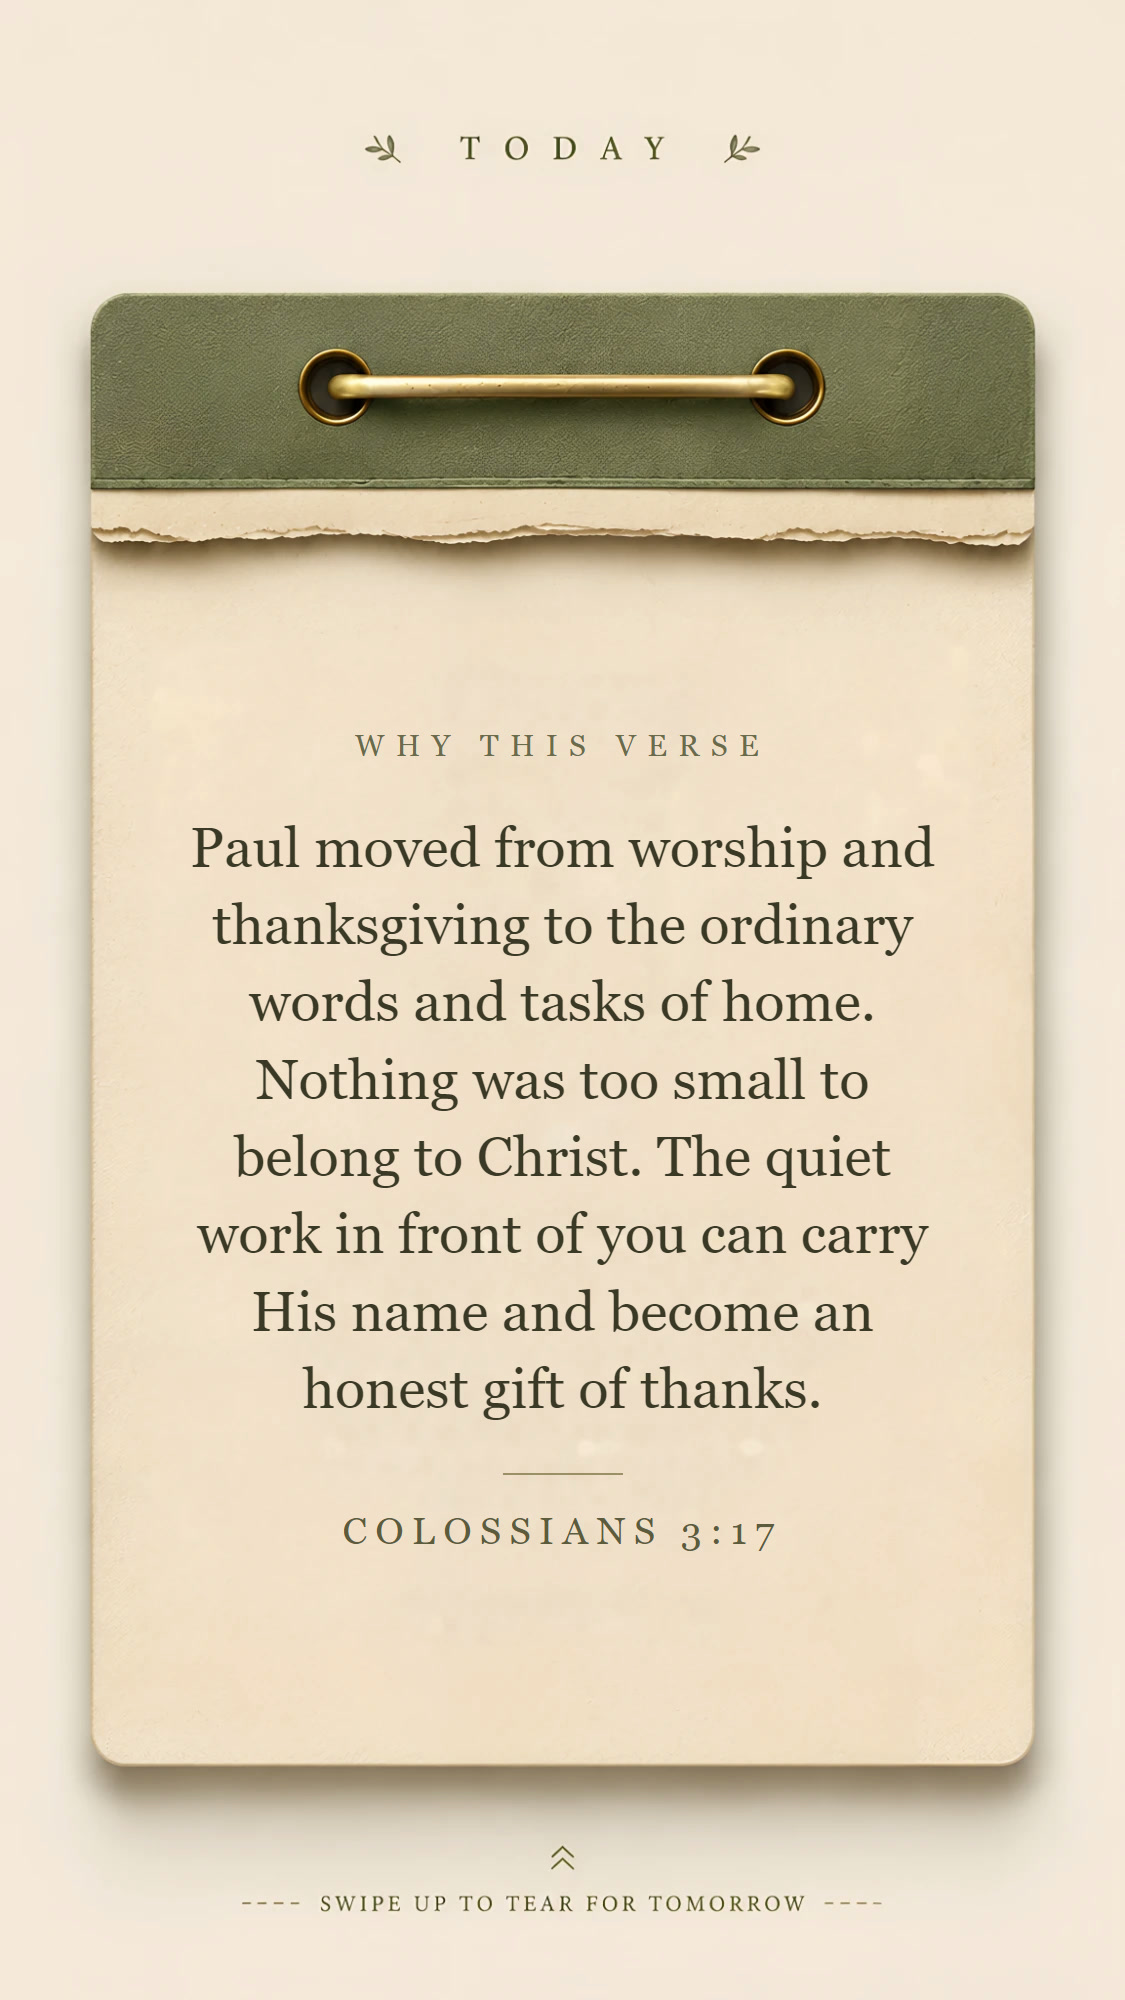 TODAY
WHY THIS VERSE
Paul moved from worship and
thanksgiving to the ordinary
words and tasks of home.
Nothing was too small to
belong to Christ. The quiet
work in front of you can carry
His name and become an
honest gift of thanks.
COLOSSIANS 3:17
SWIPE UP TO TEAR FOR TOMORROW